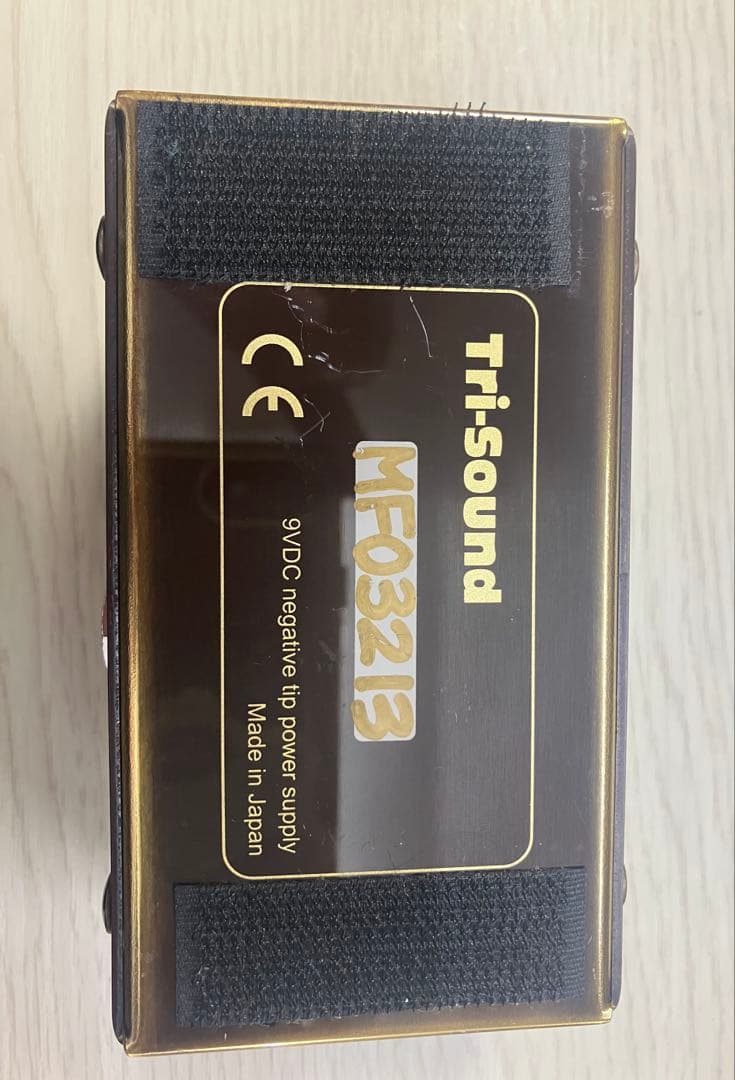 Tri-Sound
MF03213
CE
9VDC negative tip power supply
Made in Japan